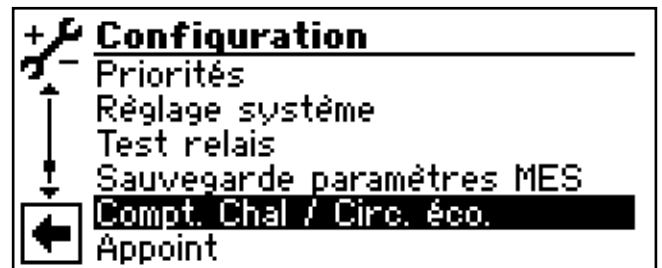 Configuration
Priorités
Réglage système
Test relais
Sauvegarde paramètres MES
Compt. Chal / Circ. éco.
Appoint